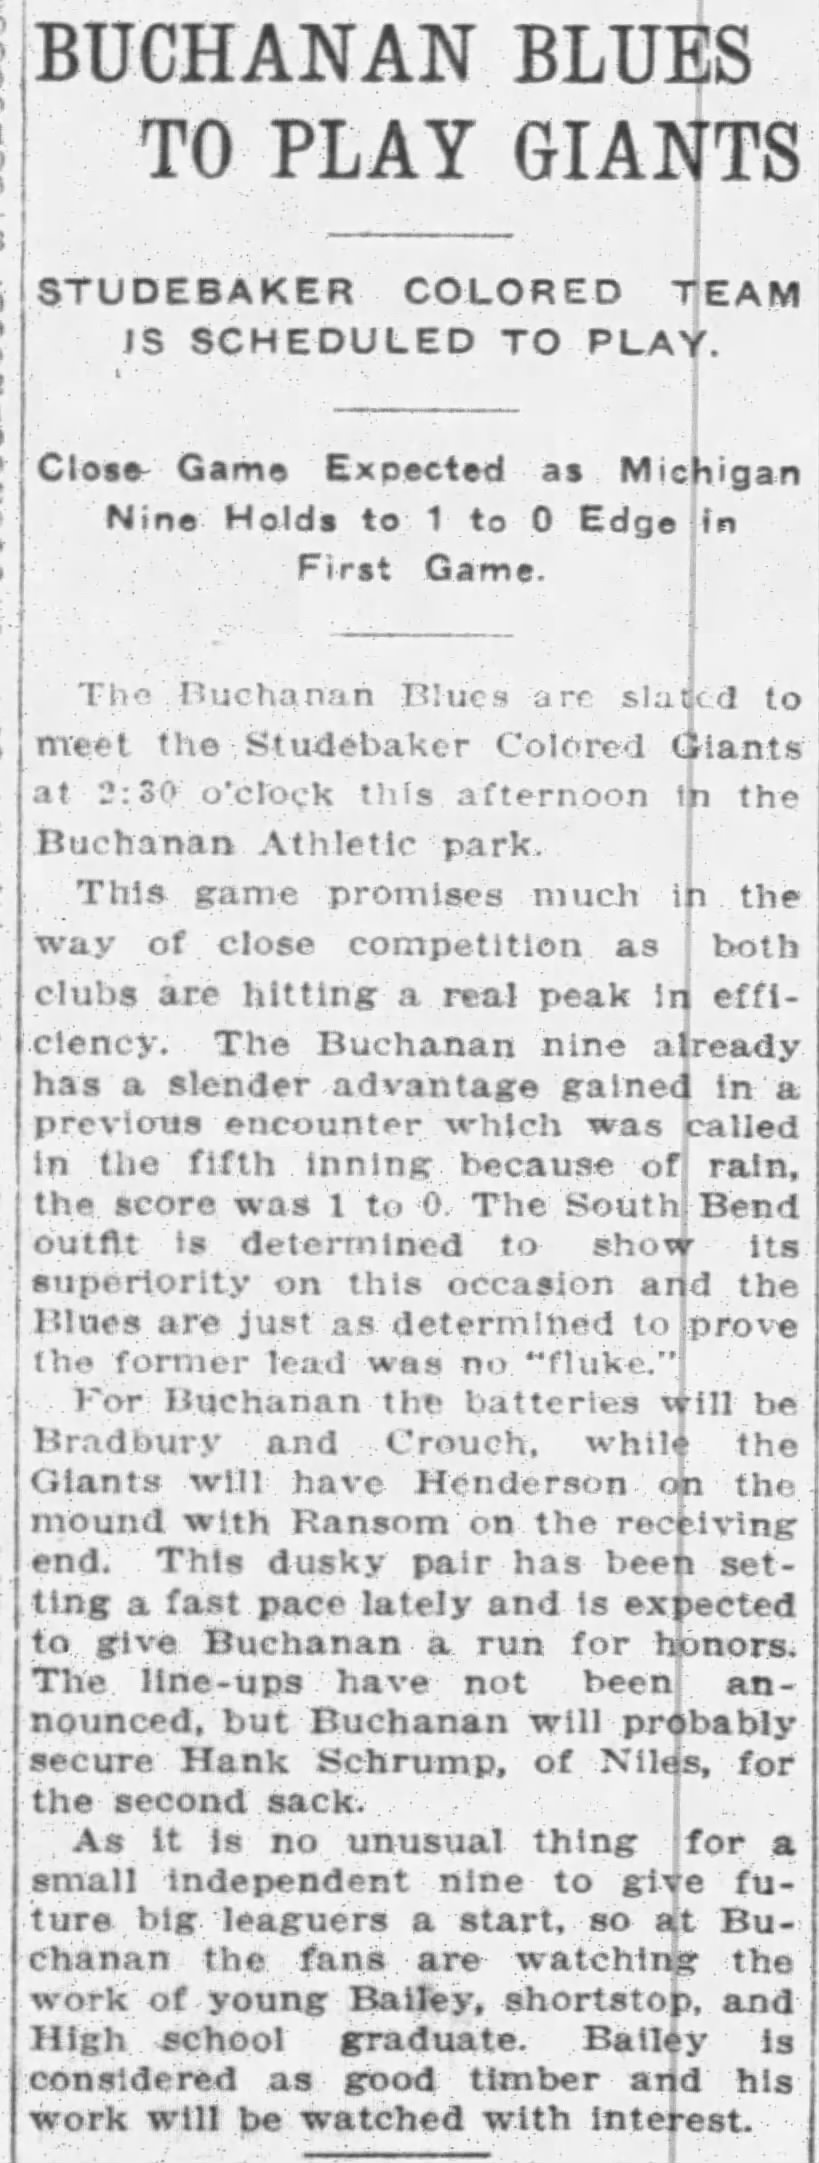 BUCHANAN BLUES
TO PLAY GIANTS
STUDEBAKER COLORED TEAM
IS SCHEDULED TO PLAY.
Close Game Expected as Michigan
Nine Holds to 1 to 0 Edge in
First Game.
The Buchanan Blues are slated to
meet the Studebaker Colored Giants
at 2:30 o'clock this afternoon in the
Buchanan Athletic park.
This game promises much in the
way of close competition as both
clubs are hitting a real peak in effi-
ciency. The Buchanan nine already
has a slender advantage gained in a
previous encounter which was called
in the fifth inning because of rain,
the score was 1 to 0. The South Bend
outfit is determined to show its
superiority on this occasion and the
Blues are just as determined to prove
the former lead was no "fluke."
For Buchanan the batteries will be
Bradbury and Crouch, while the
Giants will have Henderson on the
mound with Ransom on the receiving
end. This dusky pair has been set-
ting a fast pace lately and is expected
to give Buchanan a run for honors.
The line-ups have not been an-
nounced, but Buchanan will probably
secure Hank Schrump, of Niles, for
the second sack.
As it is no unusual thing for a
small independent nine to give fu-
ture big leaguers a start, so at Bu-
chanan the fans are watching the
work of young Bailey, shortstop, and
High school graduate. Bailey is
considered as good timber and his
work will be watched with interest.